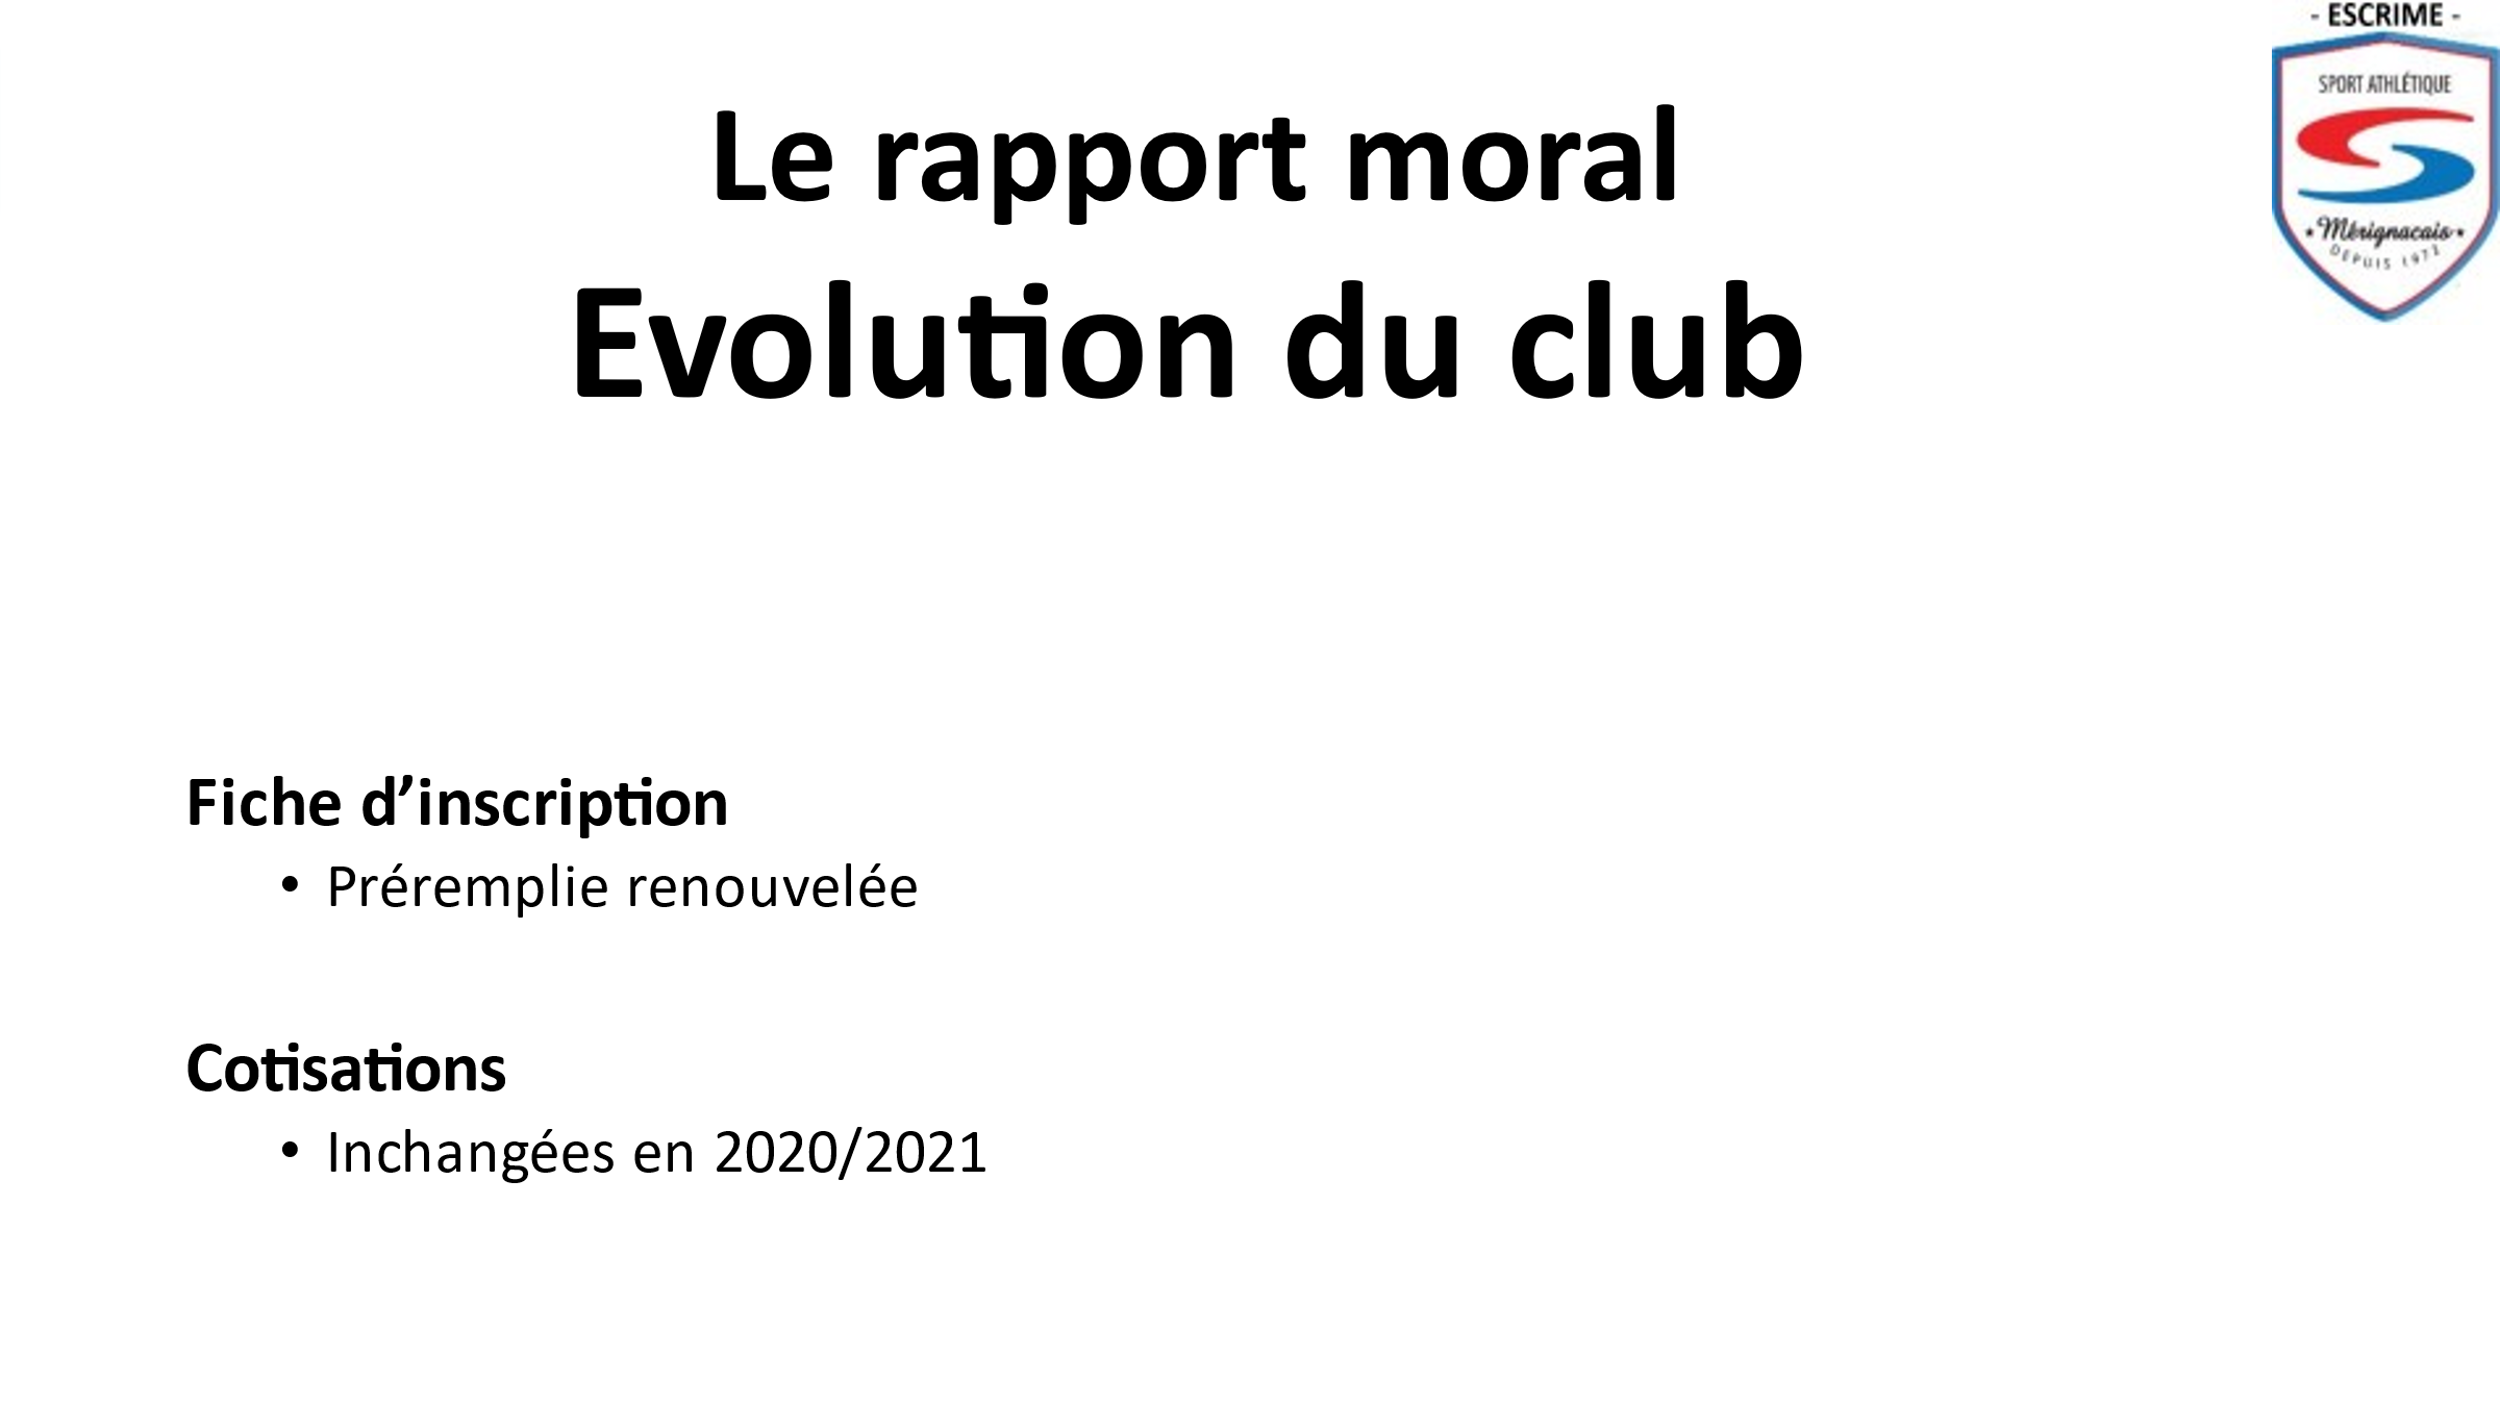 - ESCRIME -
SPORT ATHLÉTIQUE
Mérignacais
DEPUIS 1972
Le rapport moral
Evolution du club
Fiche d’inscription
• Préremplie renouvelée
Cotisations
• Inchangées en 2020/2021